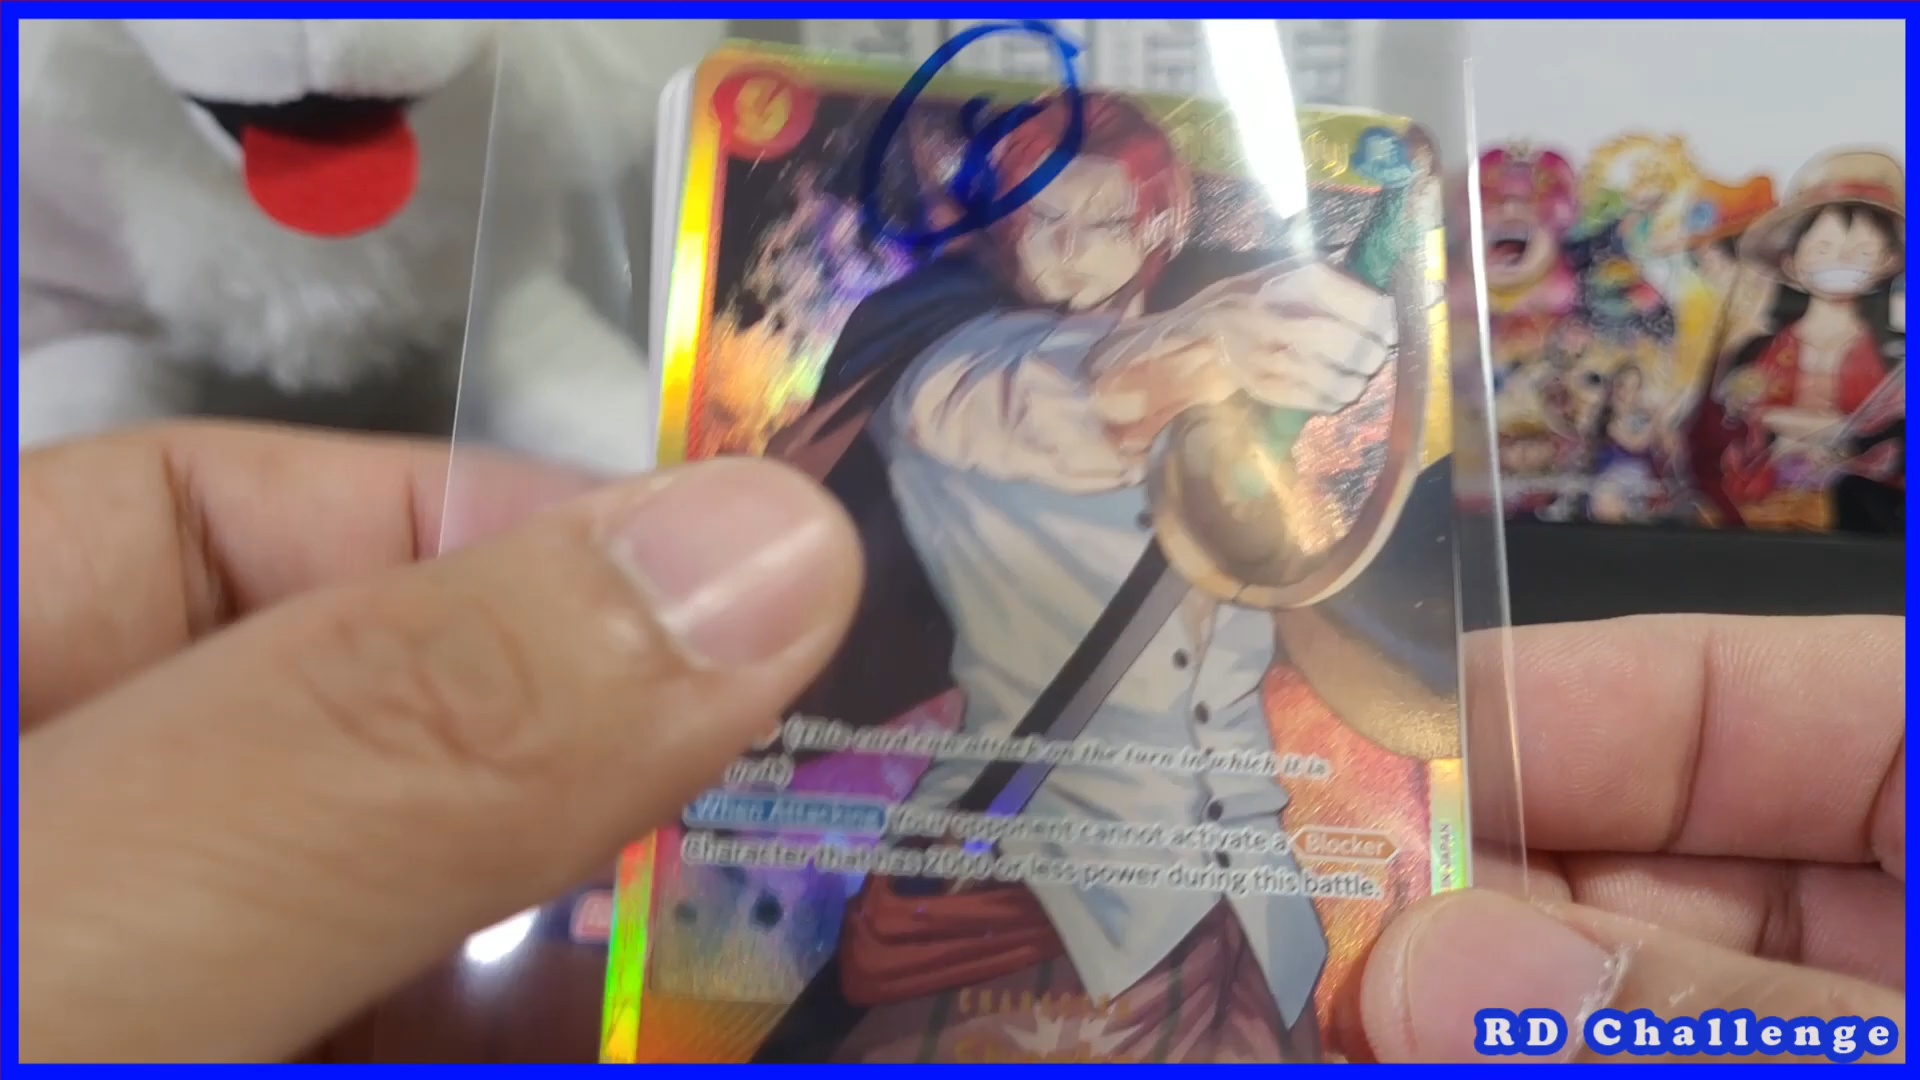 (This card can attack on the turn in which it is
When Attacking Your opponent cannot activate a Blocker
Character that has 2000 or less power during this battle.
CHARACTER
RD Challenge